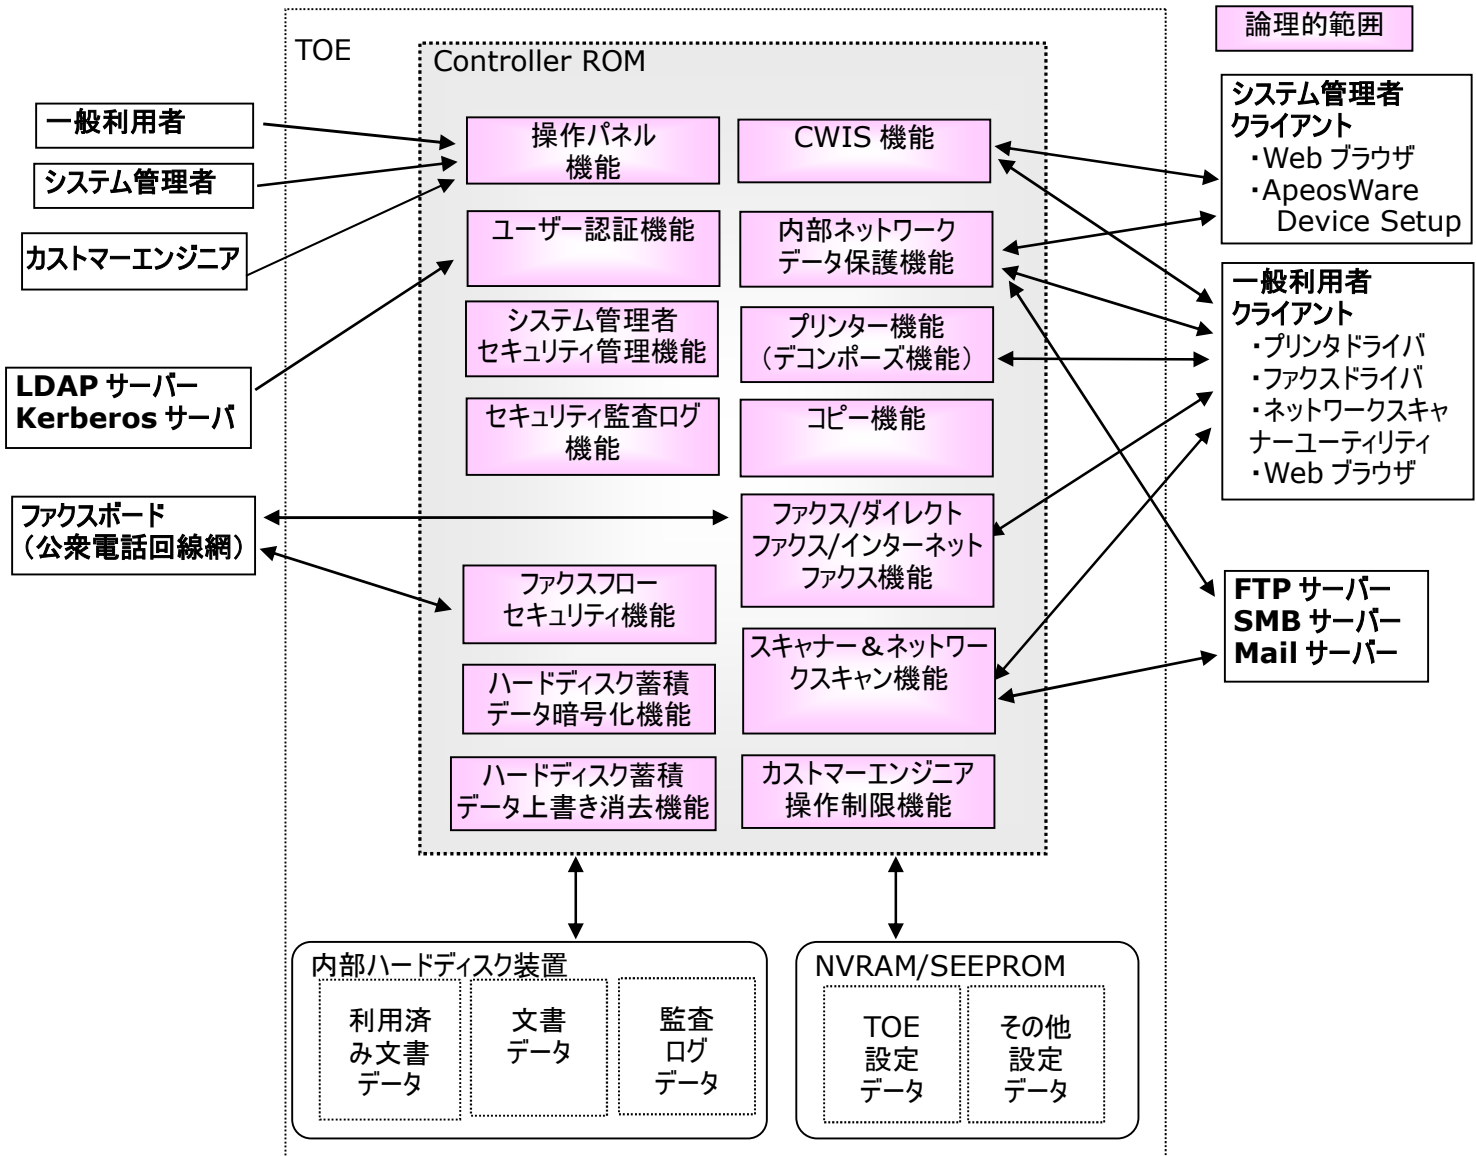 論理的範囲
TOE
Controller ROM
一般利用者
システム管理者
カストマーエンジニア
LDAP サーバー
Kerberos サーバ
ファクスボード
（公衆電話回線網）
操作パネル
機能
CWIS 機能
ユーザー認証機能
内部ネットワーク
データ保護機能
システム管理者
セキュリティ管理機能
プリンター機能
（デコンポーズ機能）
セキュリティ監査ログ
機能
コピー機能
ファクス/ダイレクト
ファクス/インターネット
ファクス機能
ファクスフロー
セキュリティ機能
スキャナー＆ネットワー
クスキャン機能
ハードディスク蓄積
データ暗号化機能
ハードディスク蓄積
データ上書き消去機能
カストマーエンジニア
操作制限機能
システム管理者
クライアント
・Web ブラウザ
・ApeosWare
Device Setup
一般利用者
クライアント
・プリンタドライバ
・ファクスドライバ
・ネットワークスキャ
ナーユーティリティ
・Web ブラウザ
FTP サーバー
SMB サーバー
Mail サーバー
内部ハードディスク装置
利用済
み文書
データ
文書
データ
監査
ログ
データ
NVRAM/SEEPROM
TOE
設定
データ
その他
設定
データ